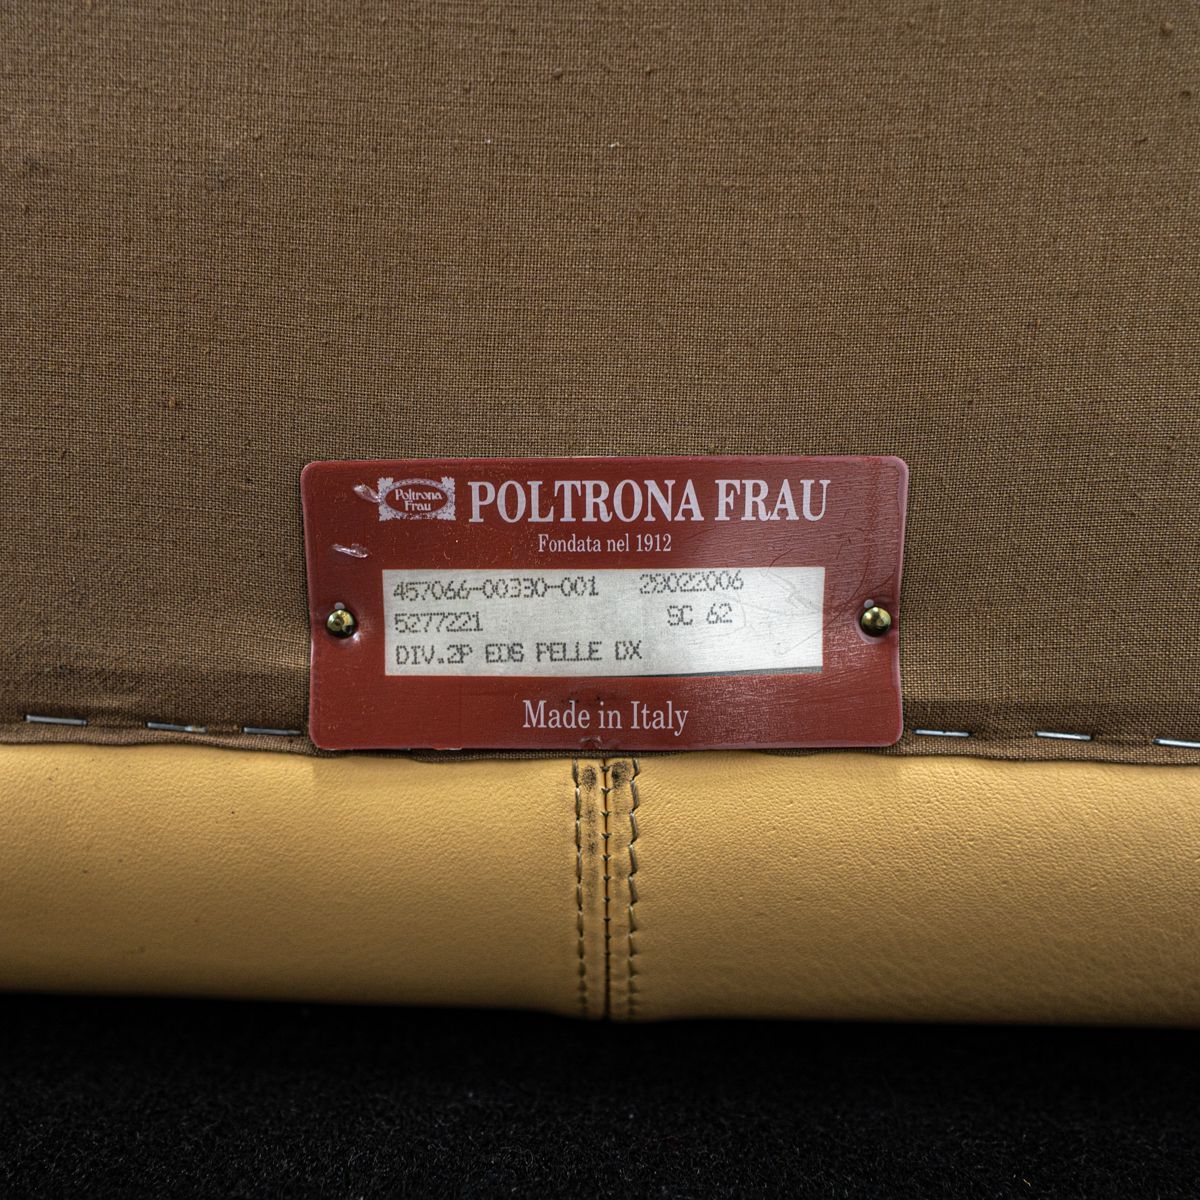 Poltrona
Frau
POLTRONA FRAU
Fondata nel 1912
457066-00330-001 28022006
5277221 SC 62
DIV.2P EDS PELLE DX
Made in Italy